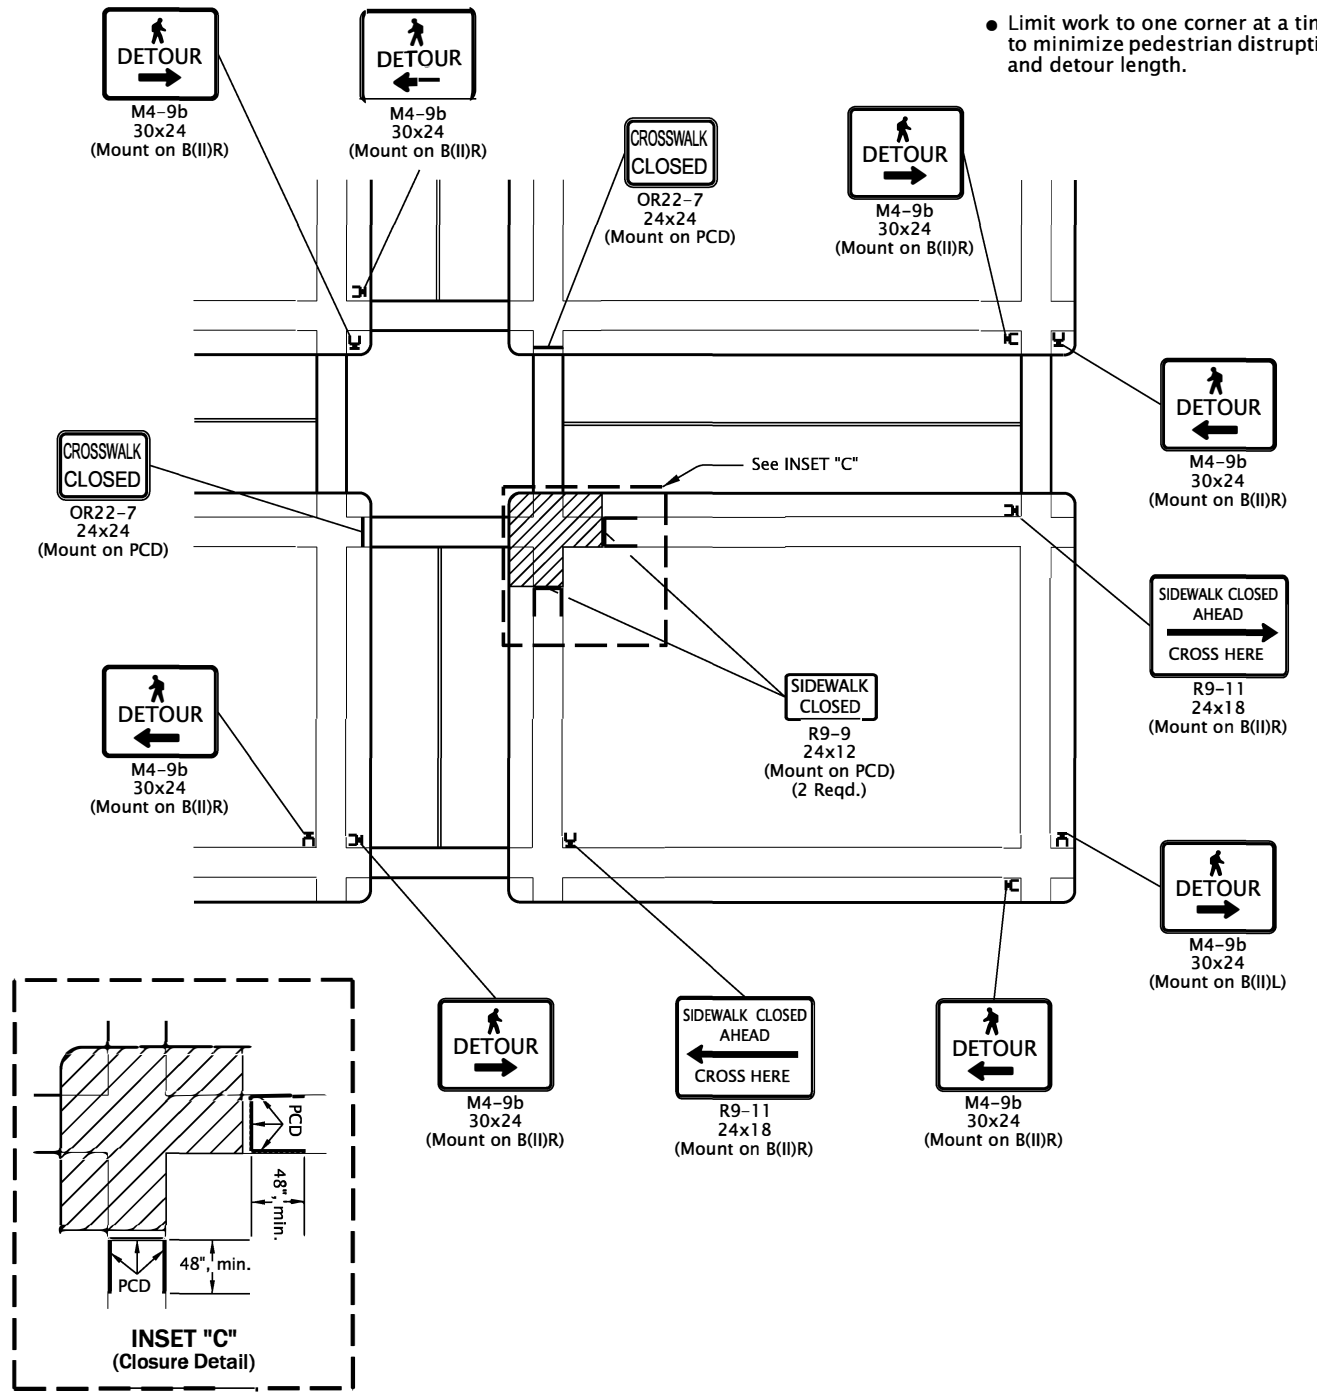 ● Limit work to one corner at a tim
to minimize pedestrian distrupti
and detour length.
DETOUR
M4-9b
30x24
(Mount on B(II)R)
DETOUR
M4-9b
30x24
(Mount on B(II)R)
CROSSWALK
CLOSED
OR22-7
24x24
(Mount on PCD)
DETOUR
M4-9b
30x24
(Mount on B(II)R)
DETOUR
M4-9b
30x24
(Mount on B(II)R)
CROSSWALK
CLOSED
OR22-7
24x24
(Mount on PCD)
See INSET "C"
SIDEWALK CLOSED
AHEAD
CROSS HERE
R9-11
24x18
(Mount on B(II)R)
SIDEWALK
CLOSED
R9-9
24x12
(Mount on PCD)
(2 Reqd.)
DETOUR
M4-9b
30x24
(Mount on B(II)R)
DETOUR
M4-9b
30x24
(Mount on B(II)L)
DETOUR
M4-9b
30x24
(Mount on B(II)R)
SIDEWALK CLOSED
AHEAD
CROSS HERE
R9-11
24x18
(Mount on B(II)R)
DETOUR
M4-9b
30x24
(Mount on B(II)R)
PCD
48", min.
48", min.
PCD
INSET "C"
(Closure Detail)